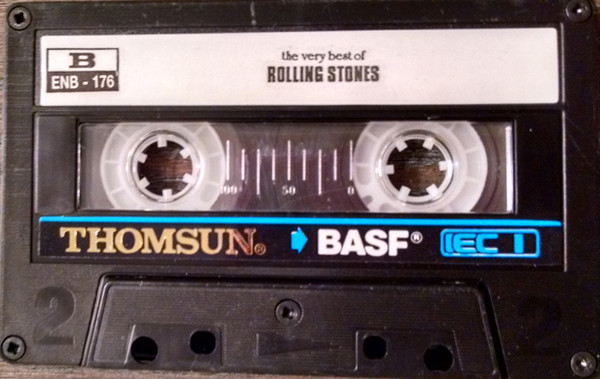 B
ENB - 176
the very best of
ROLLING STONES
100 50 0
THOMSUN® BASF® IEC I
2 2